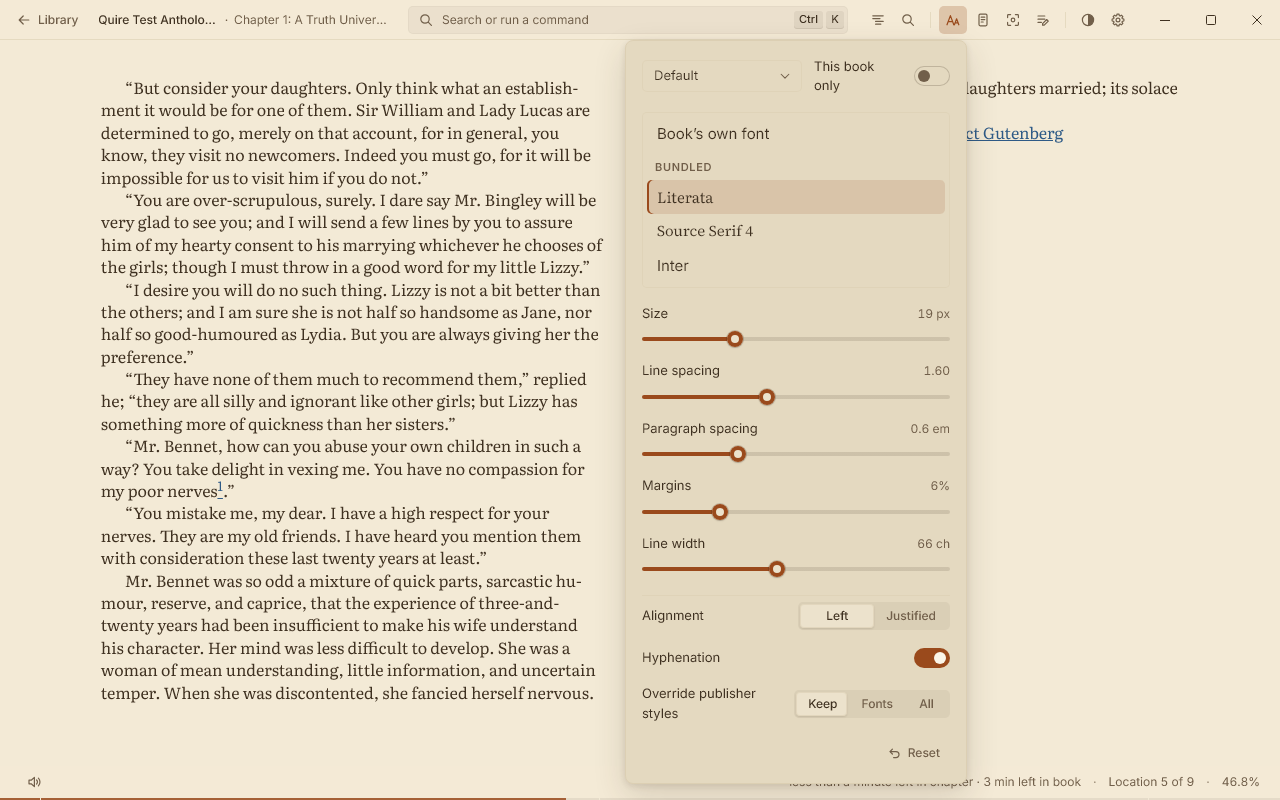 Library
Quire Test Antholo... · Chapter 1: A Truth Univer...
Search or run a command
Ctrl K
“But consider your daughters. Only think what an establish-
ment it would be for one of them. Sir William and Lady Lucas are
determined to go, merely on that account, for in general, you
know, they visit no newcomers. Indeed you must go, for it will be
impossible for us to visit him if you do not.”
“You are over-scrupulous, surely. I dare say Mr. Bingley will be
very glad to see you; and I will send a few lines by you to assure
him of my hearty consent to his marrying whichever he chooses of
the girls; though I must throw in a good word for my little Lizzy.”
“I desire you will do no such thing. Lizzy is not a bit better than
the others; and I am sure she is not half so handsome as Jane, nor
half so good-humoured as Lydia. But you are always giving her the
preference.”
“They have none of them much to recommend them,” replied
he; “they are all silly and ignorant like other girls; but Lizzy has
something more of quickness than her sisters.”
“Mr. Bennet, how can you abuse your own children in such a
way? You take delight in vexing me. You have no compassion for
my poor nerves1.”
“You mistake me, my dear. I have a high respect for your
nerves. They are my old friends. I have heard you mention them
with consideration these last twenty years at least.”
Mr. Bennet was so odd a mixture of quick parts, sarcastic hu-
mour, reserve, and caprice, that the experience of three-and-
twenty years had been insufficient to make his wife understand
his character. Her mind was less difficult to develop. She was a
woman of mean understanding, little information, and uncertain
temper. When she was discontented, she fancied herself nervous.
Default
This book
only
Book’s own font
BUNDLED
Literata
Source Serif 4
Inter
Size 19 px
Line spacing 1.60
Paragraph spacing 0.6 em
Margins 6%
Line width 66 ch
Alignment Left Justified
Hyphenation
Override publisher
styles
Keep Fonts All
Reset
daughters married; its solace
Gutenberg
less than a minute left in chapter · 3 min left in book · Location 5 of 9 · 46.8%